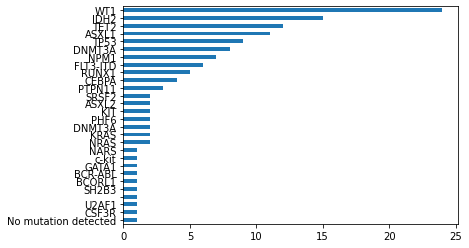 WT1
IDH2
TET2
ASXL1
TP53
DNMT3A
NPM1
FLT3-ITD
RUNX1
CEBPA
PTPN11
SRSF2
ASXL2
KIT
PHF6
DNMT3A
KRAS
NRAS
NARS
c-kit
GATA1
BCR-ABL
BCORL1
SH2B3
U2AF1
CSF3R
No mutation detected
0 5 10 15 20 25